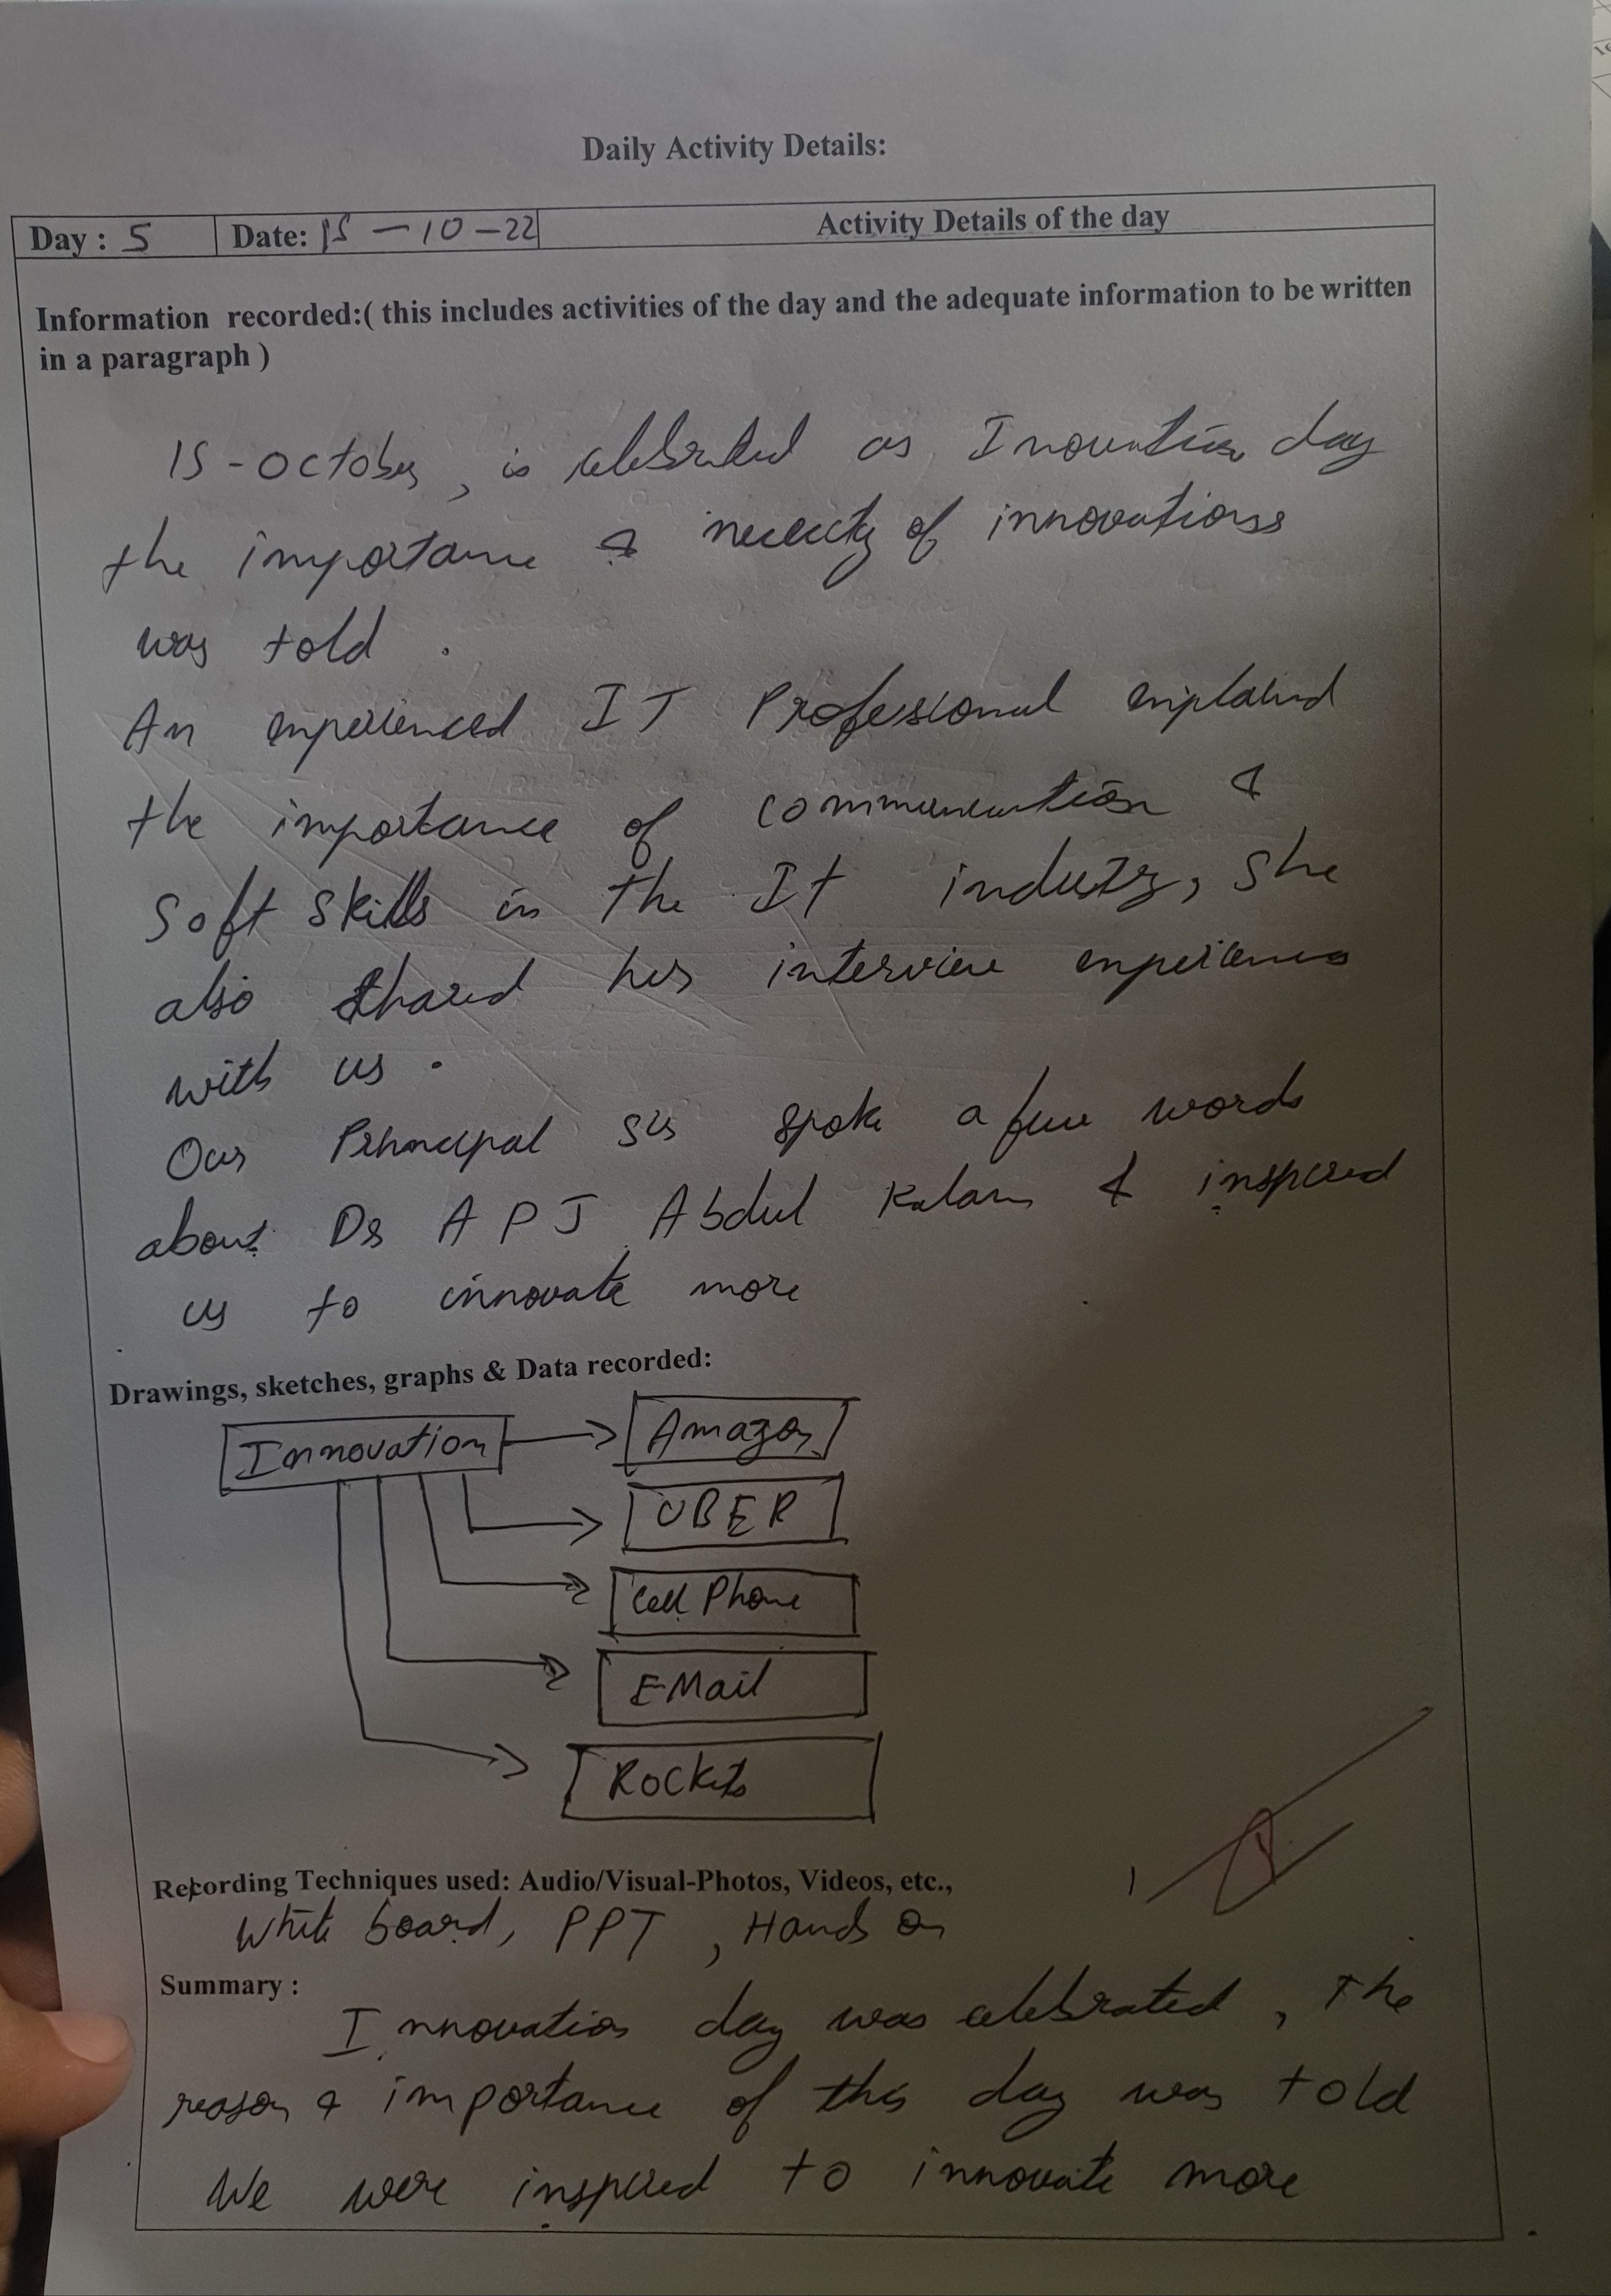 Daily Activity Details:
Day : 5 Date: 15 - 10 - 22 Activity Details of the day
Information recorded:( this includes activities of the day and the adequate information to be written
in a paragraph )
15 - October, is celebrated as Inovation day
the importance & necECity of innovations
was told .
An experienced IT Professional explained
the importance of communication &
Soft skills in the It industry, she
also shared her interview experience
with us .
Our Principal sir spoke a few words
about Dr A P J Abdul Kalam & inspired
us to innovate more
Drawings, sketches, graphs & Data recorded:
Innovation Amazon
UBER
Cell Phone
E-Mail
Rockets
Recording Techniques used: Audio/Visual-Photos, Videos, etc.,
White board, PPT , Hands on
Summary :
Innovation day was celebrated , the
reason & importance of this day was told
We were inspired to innovate more